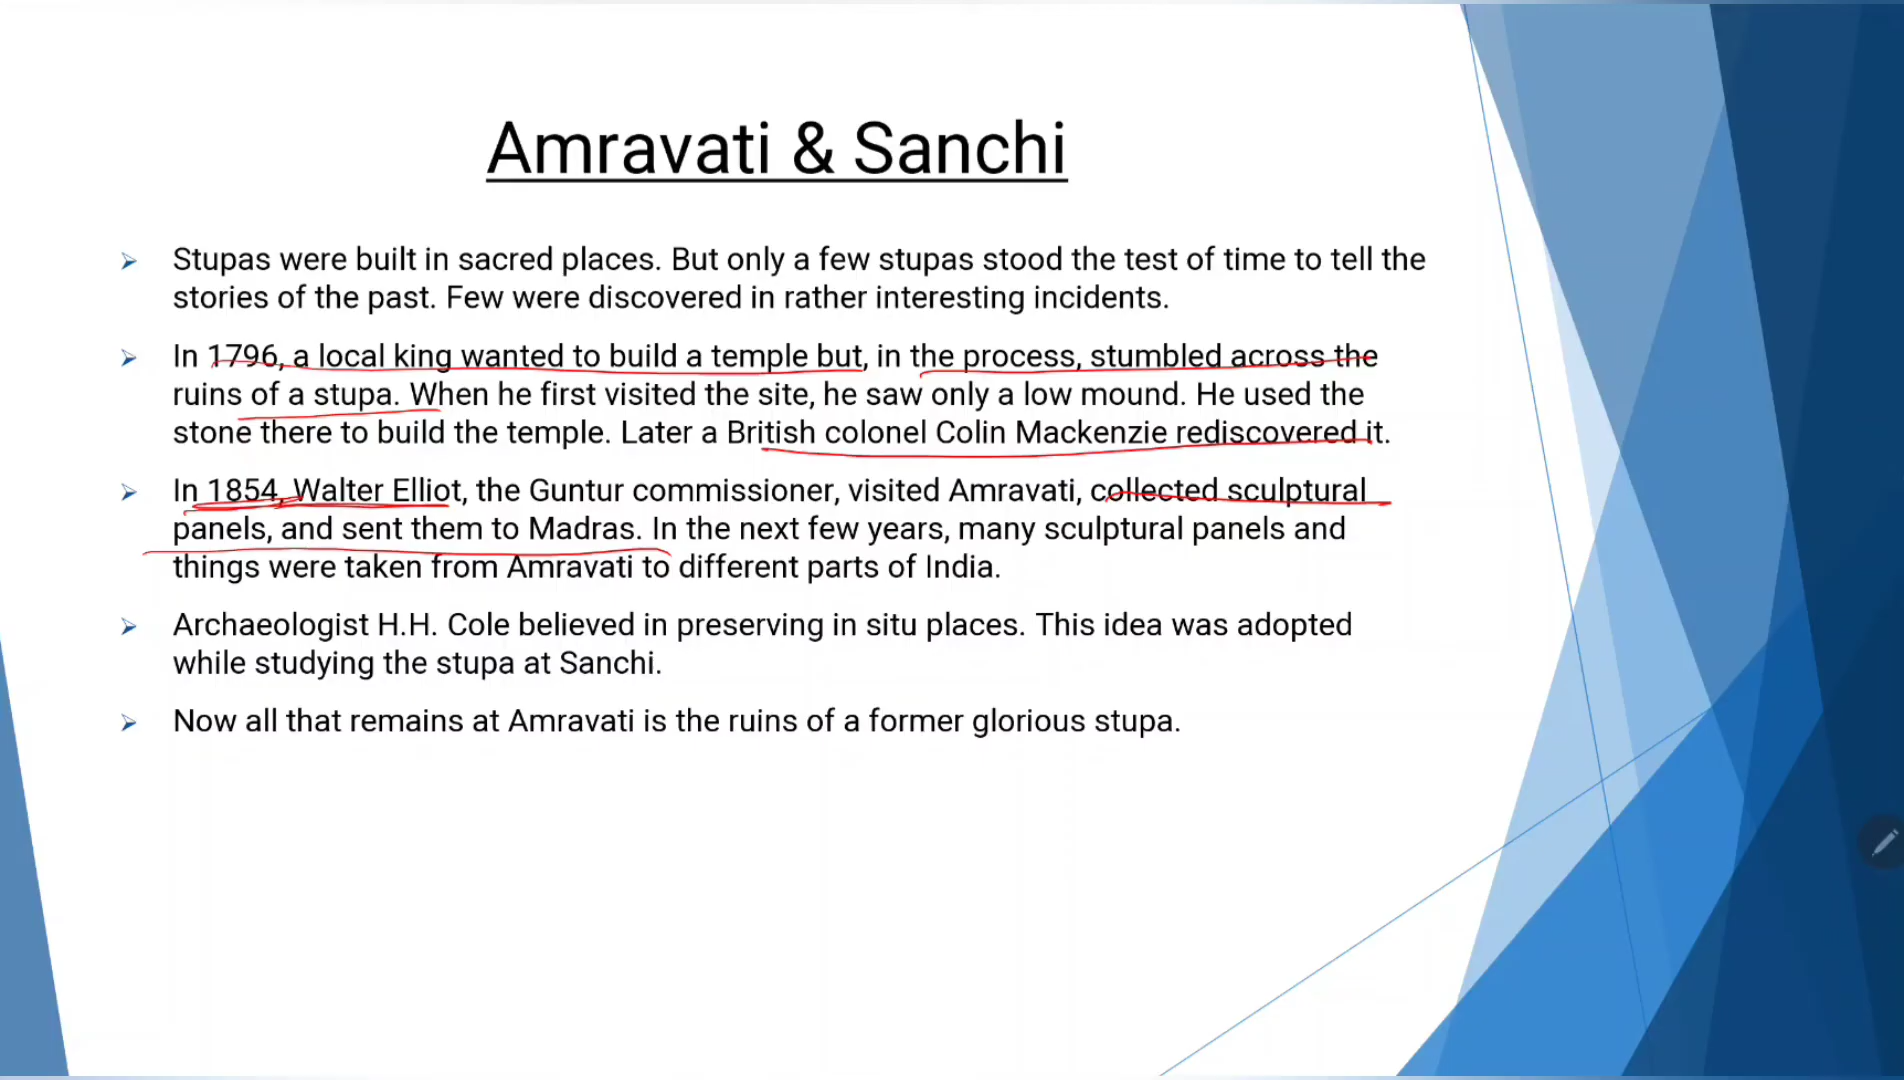 Amravati & Sanchi
Stupas were built in sacred places. But only a few stupas stood the test of time to tell the
stories of the past. Few were discovered in rather interesting incidents.
In 1796, a local king wanted to build a temple but, in the process, stumbled across the
ruins of a stupa. When he first visited the site, he saw only a low mound. He used the
stone there to build the temple. Later a British colonel Colin Mackenzie rediscovered it.
In 1854, Walter Elliot, the Guntur commissioner, visited Amravati, collected sculptural
panels, and sent them to Madras. In the next few years, many sculptural panels and
things were taken from Amravati to different parts of India.
Archaeologist H.H. Cole believed in preserving in situ places. This idea was adopted
while studying the stupa at Sanchi.
Now all that remains at Amravati is the ruins of a former glorious stupa.